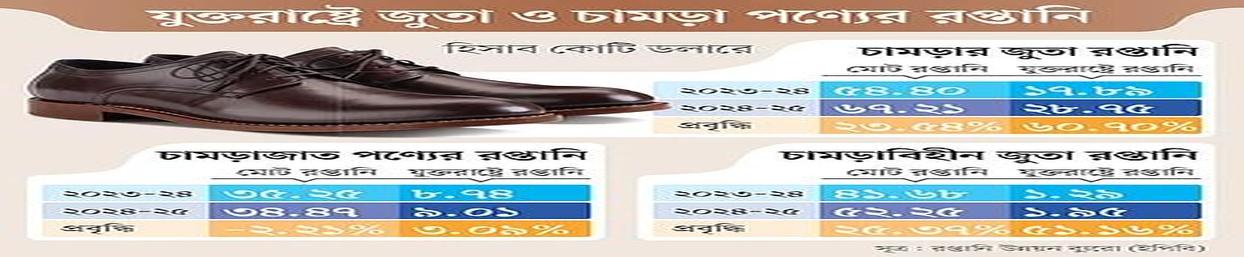 যুক্তরাষ্ট্রে জুতা ও চামড়া পণ্যের রপ্তানি
হিসাব কোটি ডলারে
চামড়ার জুতা রপ্তানি
মোট রপ্তানি যুক্তরাষ্ট্রে রপ্তানি
২০২৩-২৪ ৫৪.৪০ ১৭.৮৯
২০২৪-২৫ ৬৭.২১ ২৮.৭৫
প্রবৃদ্ধি ২৩.৫৪% ৬০.৭০%
চামড়াজাত পণ্যের রপ্তানি
মোট রপ্তানি যুক্তরাষ্ট্রে রপ্তানি
২০২৩-২৪ ৩৫.২৫ ৮.৭৪
২০২৪-২৫ ৩৪.৪৭ ৯.০১
প্রবৃদ্ধি -২.২১% ৩.০৯%
চামড়াবিহীন জুতা রপ্তানি
মোট রপ্তানি যুক্তরাষ্ট্রে রপ্তানি
২০২৩-২৪ ৪১.৬৮ ১.২৯
২০২৪-২৫ ৫২.২৫ ১.৯৫
প্রবৃদ্ধি ২৫.৩৭% ৫১.১৬%
সূত্র : রপ্তানি উন্নয়ন ব্যুরো (ইপিবি)